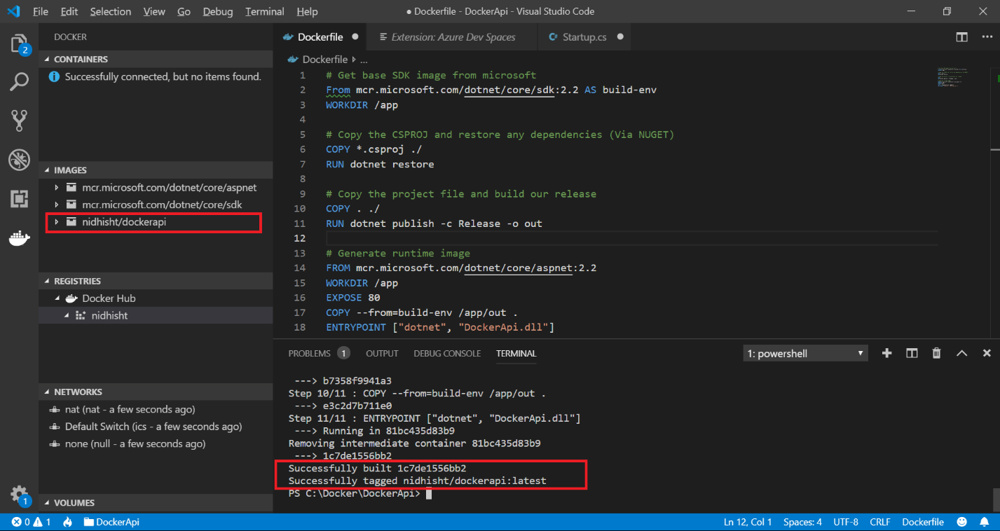 File Edit Selection View Go Debug Terminal Help
● Dockerfile - DockerApi - Visual Studio Code
2
DOCKER
CONTAINERS
Successfully connected, but no items found.
IMAGES
mcr.microsoft.com/dotnet/core/aspnet
mcr.microsoft.com/dotnet/core/sdk
nidhisht/dockerapi
REGISTRIES
Docker Hub
nidhisht
NETWORKS
nat (nat - a few seconds ago)
Default Switch (ics - a few seconds ago)
none (null - a few seconds ago)
VOLUMES
1
Dockerfile ● Extension: Azure Dev Spaces Startup.cs ●
Dockerfile ...
1 # Get base SDK image from microsoft
2 From mcr.microsoft.com/dotnet/core/sdk:2.2 AS build-env
3 WORKDIR /app
4
5 # Copy the CSPROJ and restore any dependencies (Via NUGET)
6 COPY *.csproj ./
7 RUN dotnet restore
8
9 # Copy the project file and build our release
10 COPY . ./
11 RUN dotnet publish -c Release -o out
12
13 # Generate runtime image
14 FROM mcr.microsoft.com/dotnet/core/aspnet:2.2
15 WORKDIR /app
16 EXPOSE 80
17 COPY --from=build-env /app/out .
18 ENTRYPOINT ["dotnet", "DockerApi.dll"]
PROBLEMS 1 OUTPUT DEBUG CONSOLE TERMINAL 1: powershell
---> b7358f9941a3
Step 10/11 : COPY --from=build-env /app/out .
---> e3c2d7b711e0
Step 11/11 : ENTRYPOINT ["dotnet", "DockerApi.dll"]
---> Running in 81bc435d83b9
Removing intermediate container 81bc435d83b9
---> 1c7de1556bb2
Successfully built 1c7de1556bb2
Successfully tagged nidhisht/dockerapi:latest
PS C:\Docker\DockerApi>
0 1 DockerApi Ln 12, Col 1 Spaces: 4 UTF-8 CRLF Dockerfile